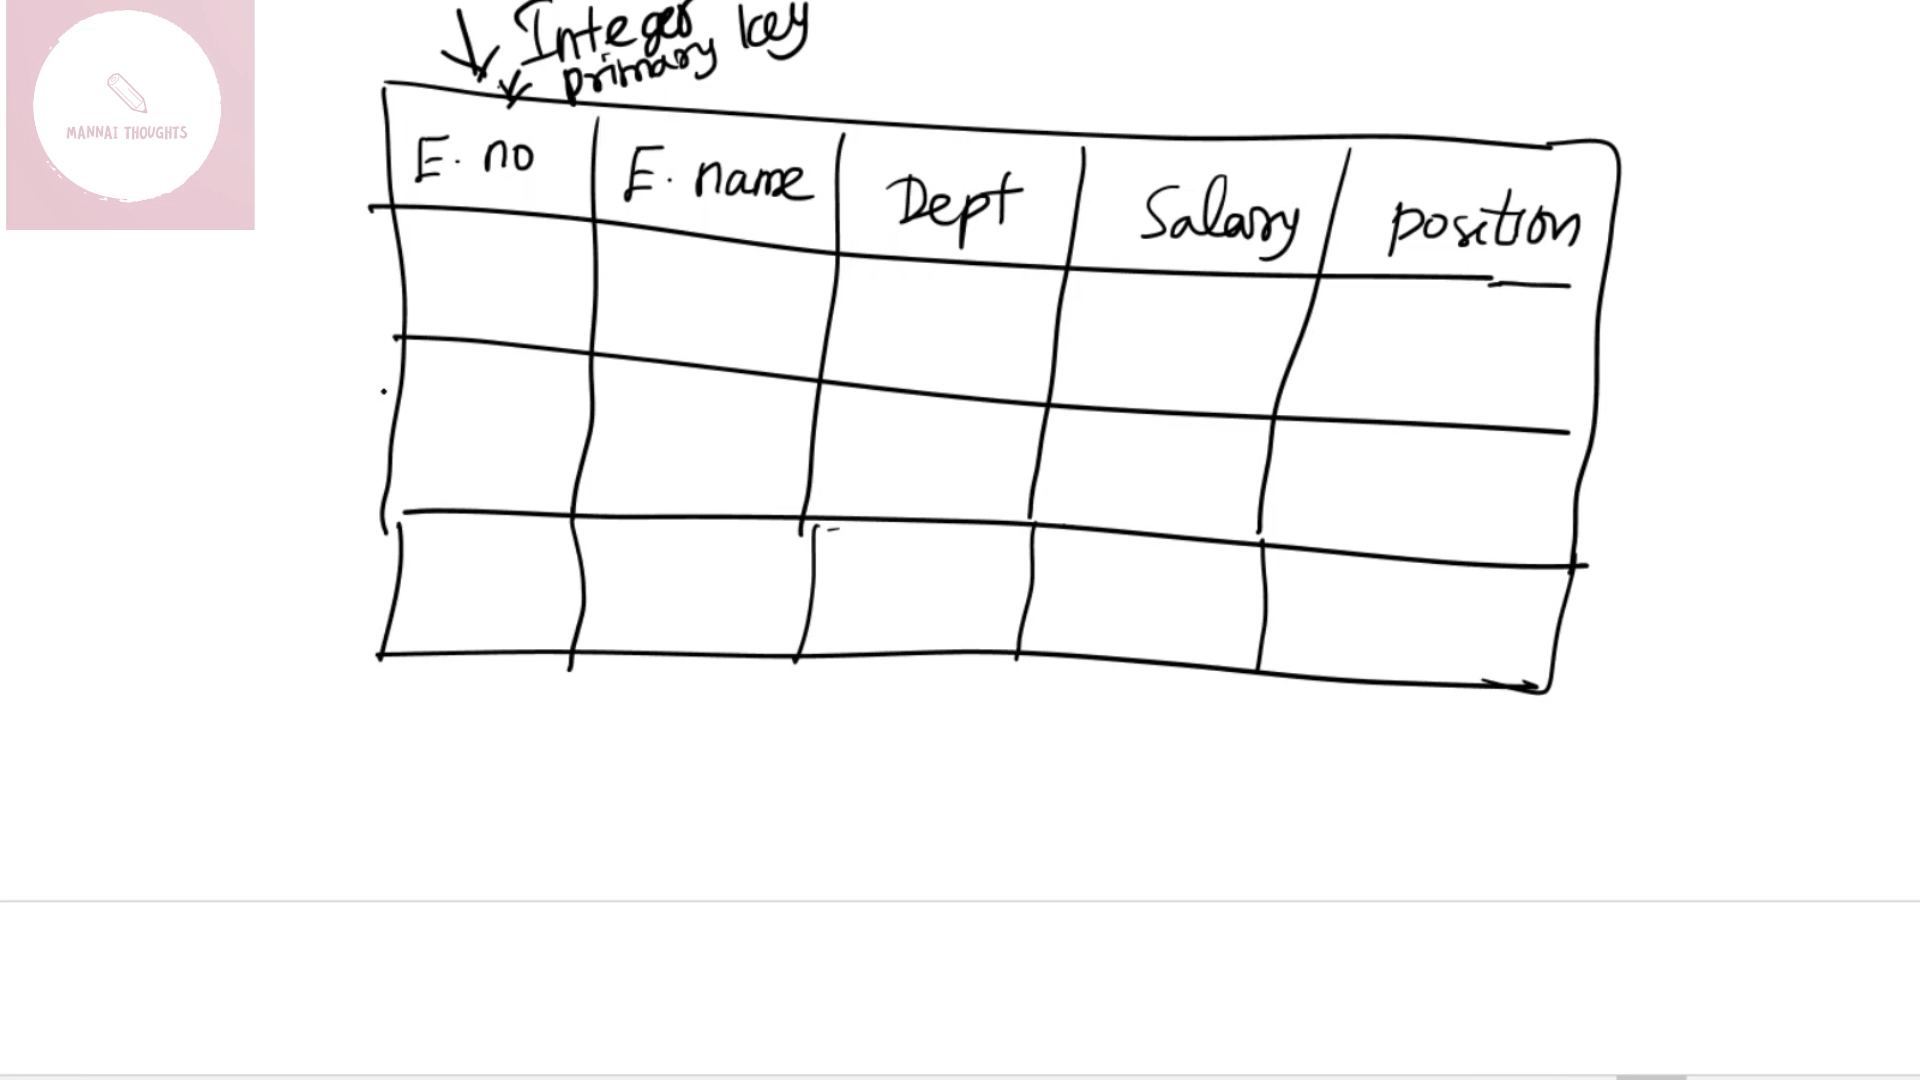 MANNAI THOUGHTS
Integer key
primary
E. no E. name Dept Salary position